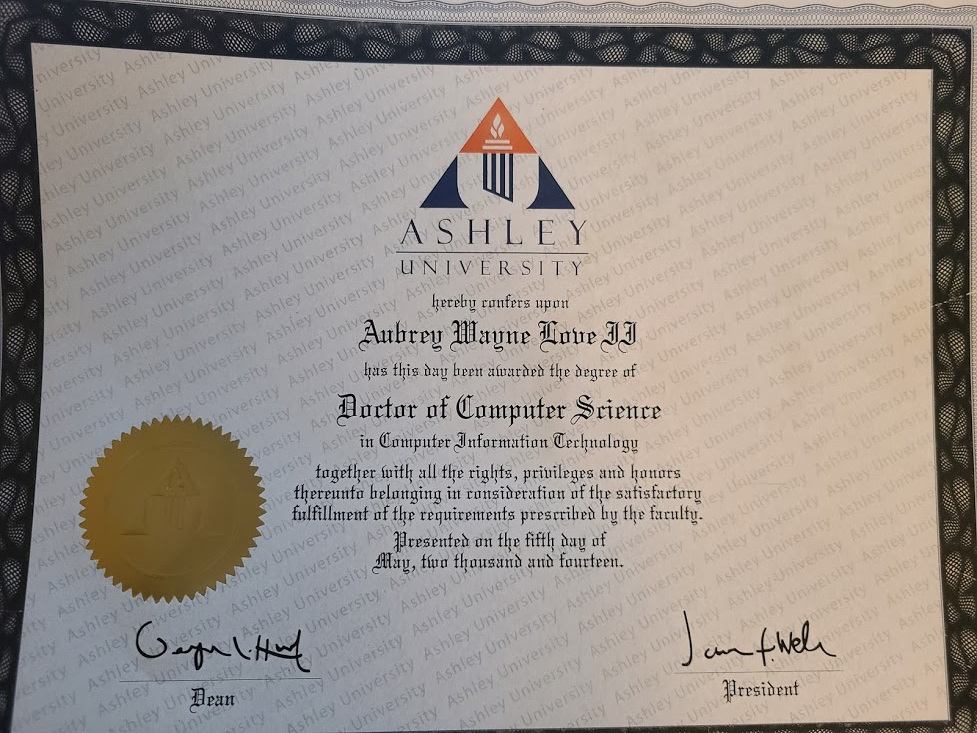 ASHLEY
UNIVERSITY
hereby confers upon
Aubrey Wayne Love II
has this day been awarded the degree of
Doctor of Computer Science
in Computer Information Technology
together with all the rights, privileges and honors
thereunto belonging in consideration of the satisfactory
fulfillment of the requirements prescribed by the faculty.
Presented on the fifth day of
May, two thousand and fourteen.
Dean
President